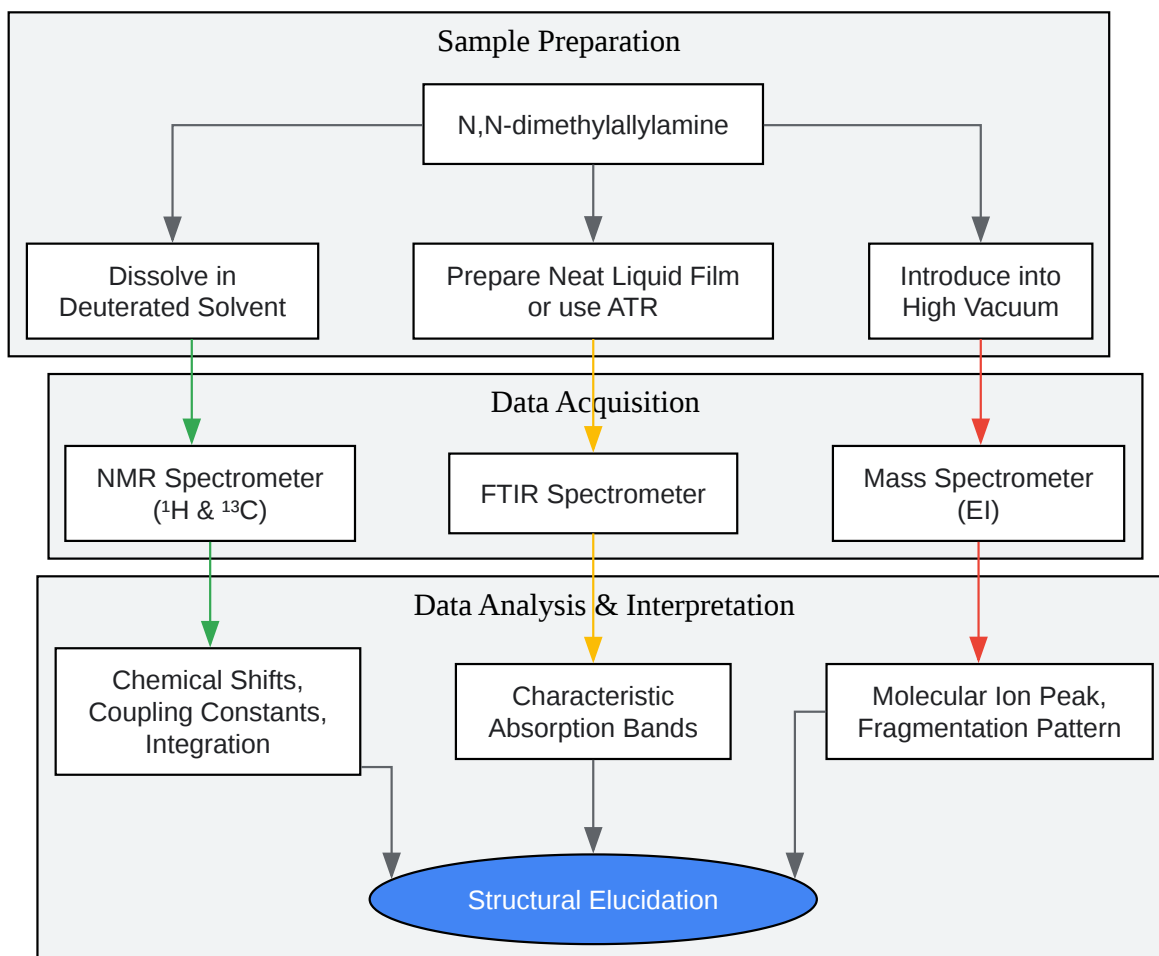 Sample Preparation
N,N-dimethylallylamine
Dissolve in
Deuterated Solvent
Prepare Neat Liquid Film
or use ATR
Introduce into
High Vacuum
Data Acquisition
NMR Spectrometer
(¹H & ¹³C)
FTIR Spectrometer
Mass Spectrometer
(EI)
Data Analysis & Interpretation
Chemical Shifts,
Coupling Constants,
Integration
Characteristic
Absorption Bands
Molecular Ion Peak,
Fragmentation Pattern
Structural Elucidation